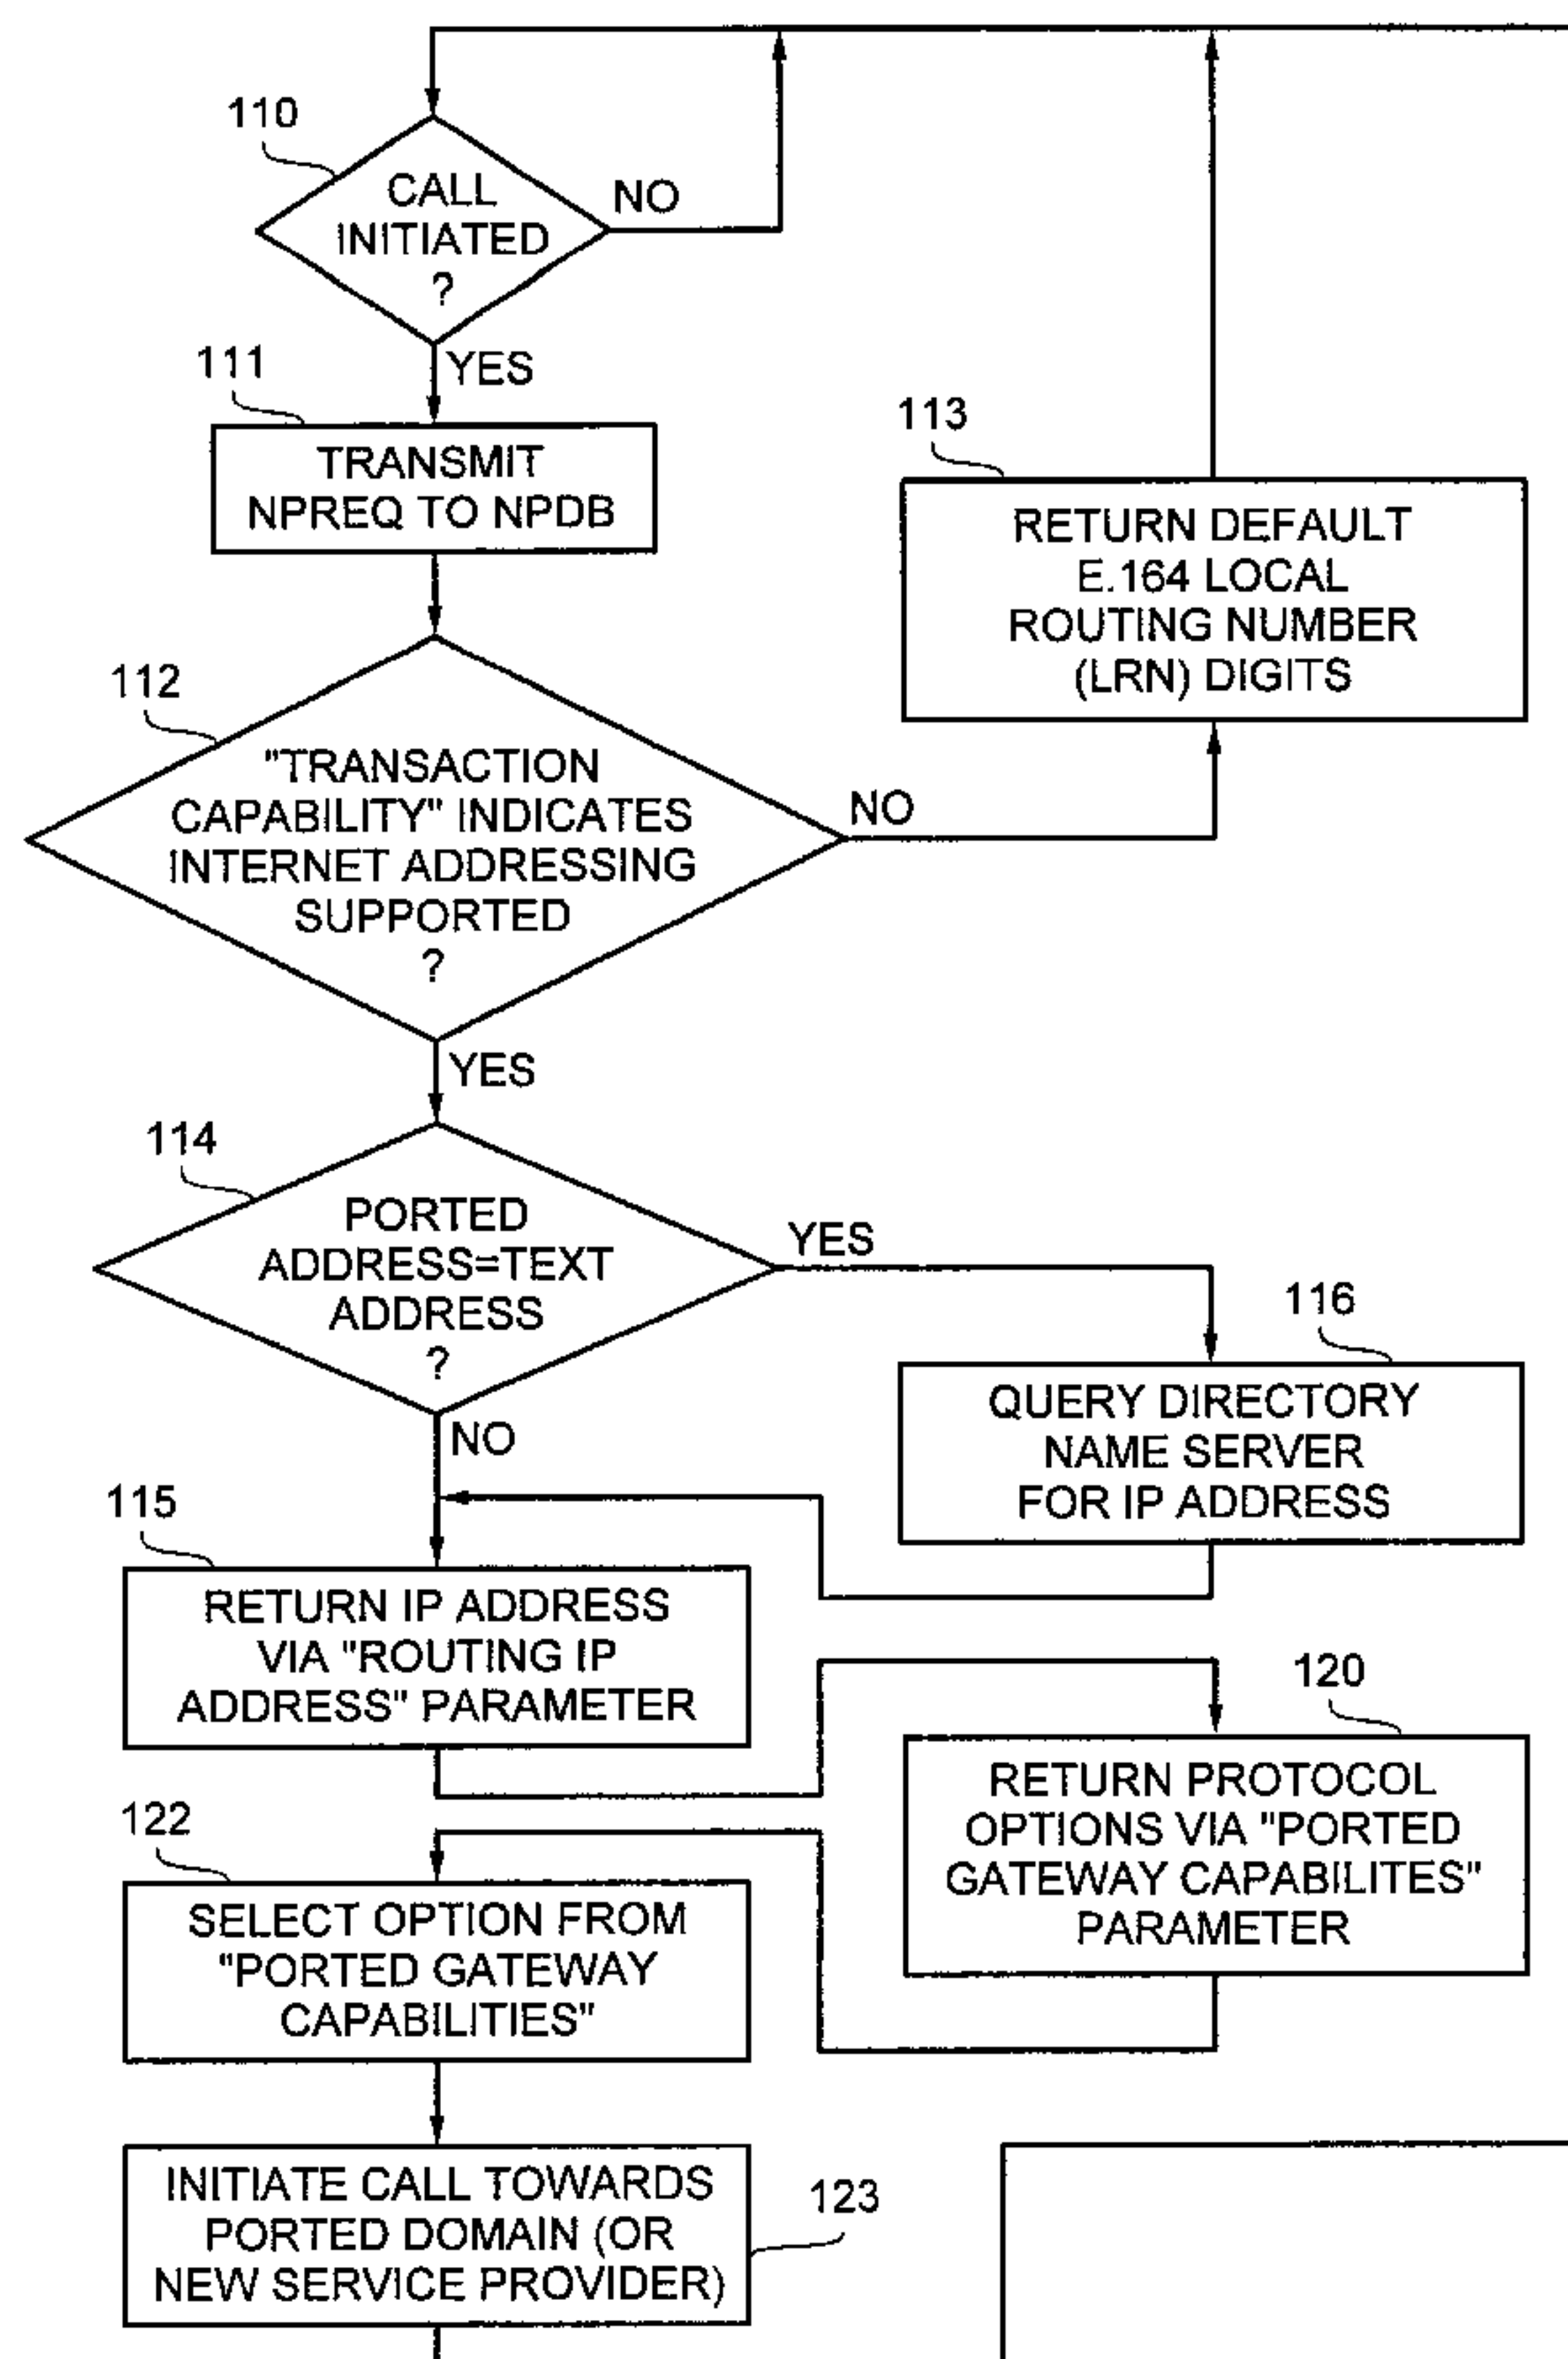 110
CALL
INITIATED
?
NO
YES
111
TRANSMIT
NPREQ TO NPDB
113
RETURN DEFAULT
E.164 LOCAL
ROUTING NUMBER
(LRN) DIGITS
112
"TRANSACTION
CAPABILITY" INDICATES
INTERNET ADDRESSING
SUPPORTED
?
NO
YES
114
PORTED
ADDRESS=TEXT
ADDRESS
?
YES
NO
116
QUERY DIRECTORY
NAME SERVER
FOR IP ADDRESS
115
RETURN IP ADDRESS
VIA "ROUTING IP
ADDRESS" PARAMETER
120
RETURN PROTOCOL
OPTIONS VIA "PORTED
GATEWAY CAPABILITES"
PARAMETER
122
SELECT OPTION FROM
"PORTED GATEWAY
CAPABILITIES"
INITIATE CALL TOWARDS
PORTED DOMAIN (OR
NEW SERVICE PROVIDER)
123